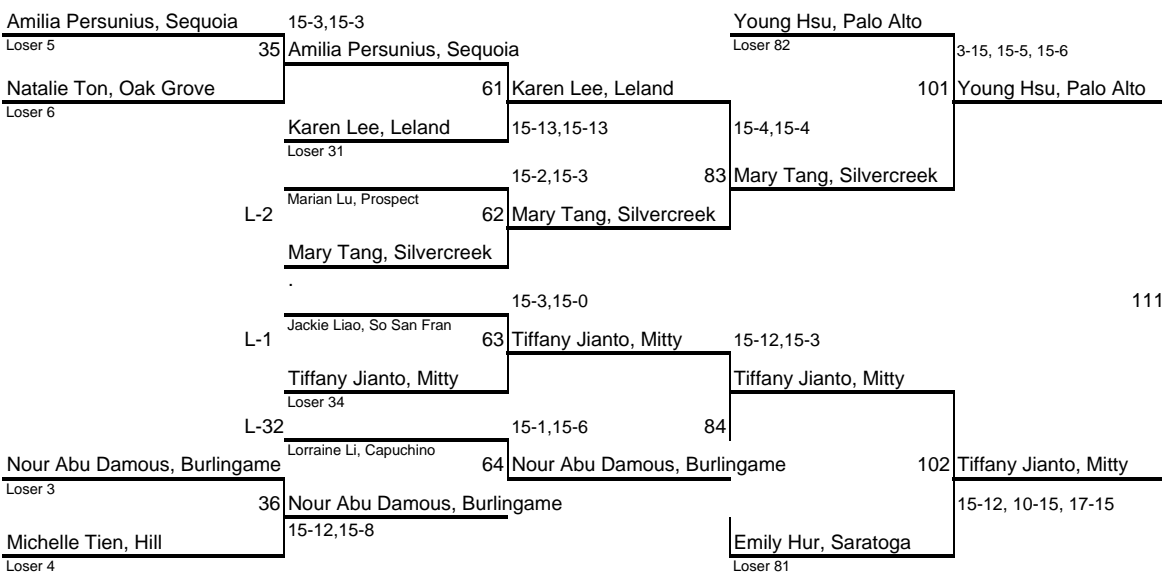 Amilia Persunius, Sequoia 15-3,15-3 Young Hsu, Palo Alto
Loser 5 35 Amilia Persunius, Sequoia Loser 82 3-15, 15-5, 15-6
Natalie Ton, Oak Grove 61 Karen Lee, Leland 101 Young Hsu, Palo Alto
Loser 6
Karen Lee, Leland 15-13,15-13 15-4,15-4
Loser 31
15-2,15-3 83 Mary Tang, Silvercreek
Marian Lu, Prospect
L-2 62 Mary Tang, Silvercreek
Mary Tang, Silvercreek
.
15-3,15-0 111
Jackie Liao, So San Fran
L-1 63 Tiffany Jianto, Mitty 15-12,15-3
Tiffany Jianto, Mitty Tiffany Jianto, Mitty
Loser 34
L-32 15-1,15-6 84
Lorraine Li, Capuchino
Nour Abu Damous, Burlingame 64 Nour Abu Damous, Burlingame 102 Tiffany Jianto, Mitty
Loser 3
36 Nour Abu Damous, Burlingame 15-12, 10-15, 17-15
15-12,15-8
Michelle Tien, Hill Emily Hur, Saratoga
Loser 4 Loser 81